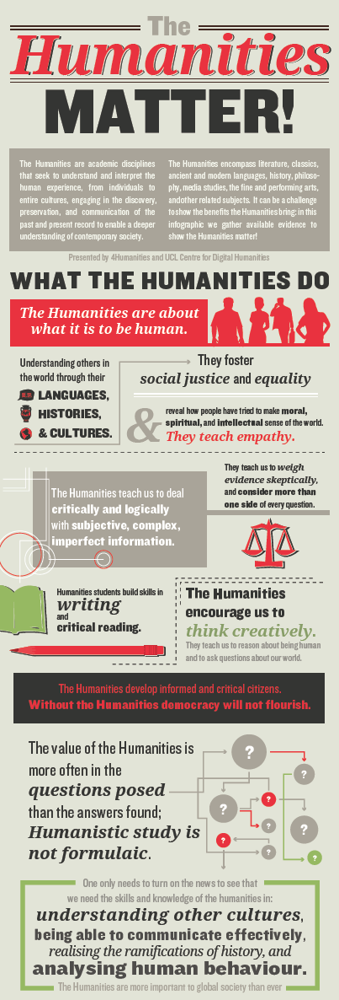 The
Humanities
MATTER!
The Humanities are academic disciplines
that seek to understand and interpret the
human experience, from individuals to
entire cultures, engaging in the discovery,
preservation, and communication of the
past and present record to enable a deeper
understanding of contemporary society.
The Humanities encompass literature, classics,
ancient and modern languages, history, philoso-
phy, media studies, the fine and performing arts,
andother related subjects. It can be a challenge
to show the benefits the Humanities bring: in this
infographic we gather available evidence to
show the Humanities matter!
Presented by 4Humanities and UCL Centre for Digital Humanities
WHAT THE HUMANITIES DO
The Humanities are about
what it is to be human.
Understanding others in
the world through their
LANGUAGES,
HISTORIES,
& CULTURES.
They foster
social justice and equality
&
reveal how people have tried to make moral,
spiritual, and intellectual sense of the world.
They teach empathy.
The Humanities teach us to deal
critically and logically
with subjective, complex,
imperfect information.
They teach us to weigh
evidence skeptically,
and consider more than
one side of every question.
Humanities students build skills in
writing
and
critical reading.
The Humanities
encourage us to
think creatively.
They teach us to reason about being human
and to ask questions about our world.
The Humanities develop informed and critical citizens.
Without the Humanities democracy will not flourish.
The value of the Humanities is
more often in the
questions posed
than the answers found;
Humanistic study is
not formulaic.
?
?
?
?
?
?
?
?
?
One only needs to turn on the news to see that
we need the skills and knowledge of the humanities in:
understanding other cultures,
being able to communicate effectively,
realising the ramifications of history, and
analysing human behaviour.
The Humanities are more important to global society than ever